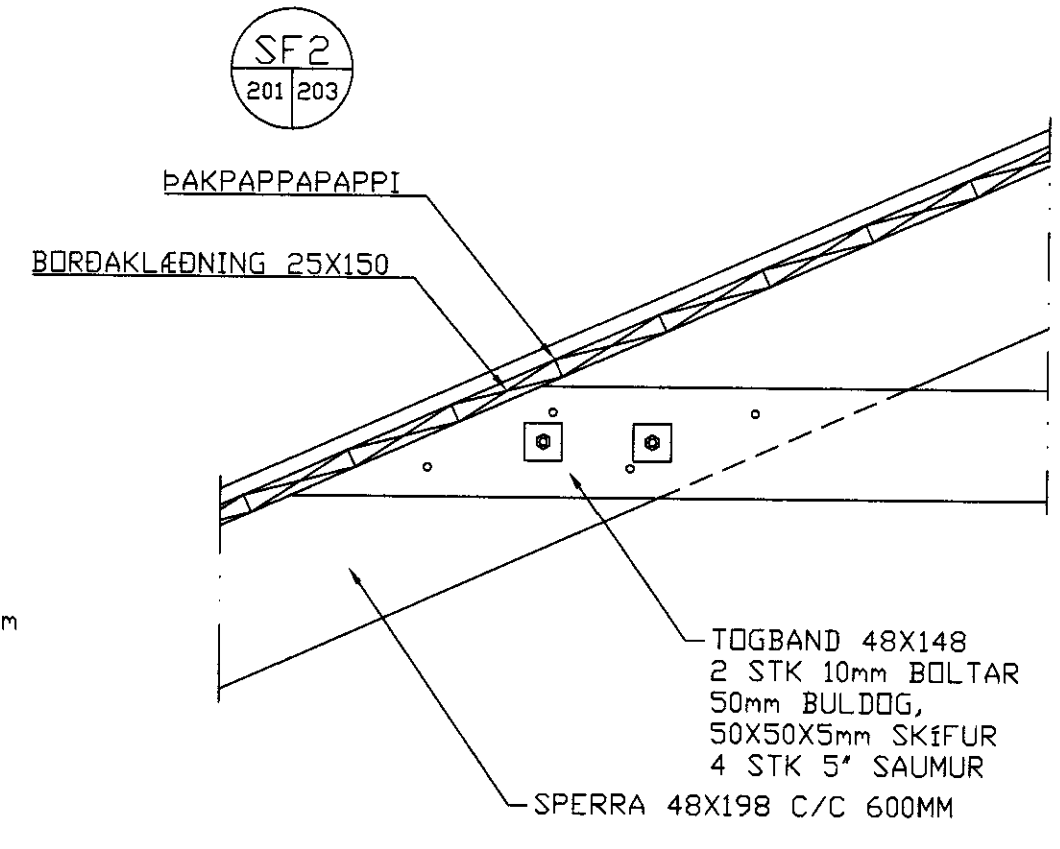 SF2
201 203
ÞAKPAPPAPAPPI
BORÐAKLÆÐNING 25X150
m
TOGBAND 48X148
2 STK 10mm BOLTAR
50mm BULDOG,
50X50X5mm SKÍFUR
4 STK 5" SAUMUR
SPERRA 48X198 C/C 600MM